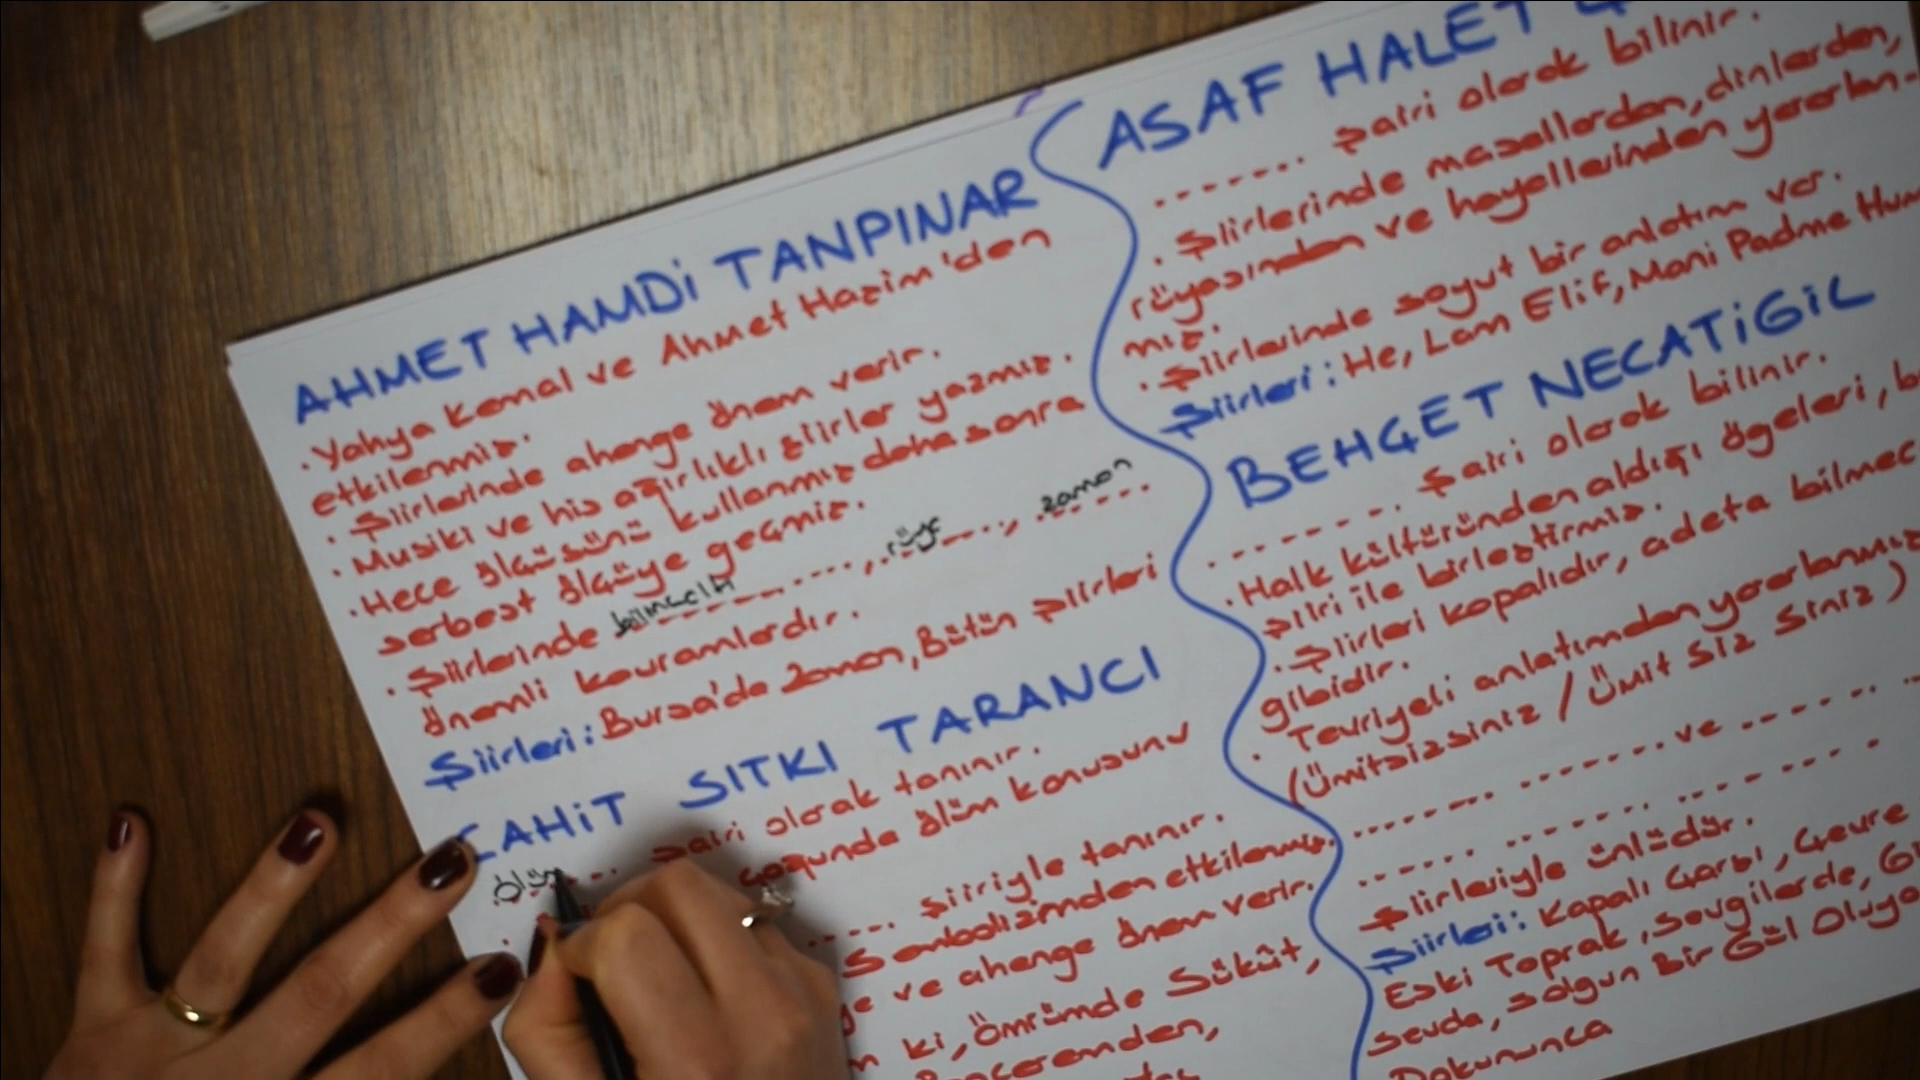 AHMET HAMDİ TANPINAR
. Yahya Kemal ve Ahmet Haşim'den
etkilenmiş.
. Şiirlerinde ahenge önem verir.
. Musiki ve his ağırlıklı şiirler yazmış.
. Hece ölçüsünü kullanmış daha sonra
serbest ölçüye geçmiş.
. Şiirlerinde bilinçaltı, rüya, zaman
önemli kavramlardır.
Şiirleri: Bursa'da Zaman, Bütün Şiirleri
CAHİT SITKI TARANCI
. ölüm şairi olarak tanınır.
çoğunda ölüm konusunu
şiiriyle tanınır.
Sembolizmden etkilenmiş.
ve ahenge önem verir.
ki, Ömrümde Sükût,
Pencerenden,
ASAF HALET Ç
........ şairi olarak bilinir.
. Şiirlerinde masallardan, dinlerden,
rüyasından ve hayallerinden yararlan-
mış.
. Şiirlerinde soyut bir anlatım var.
Şiirleri: He, Lam Elif, Mani Padme Hum
BEHÇET NECATİGİL
........ şairi olarak bilinir.
. Halk kültüründen aldığı ögeleri, b
şiiri ile birleştirmiş.
. Şiirleri kapalıdır, adeta bilmec
gibidir.
. Tevriyeli anlatımdan yararlanmış
(Ümitsizsiniz / Ümit siz siniz)
........ ve ........
Şiirleriyle ünlüdür.
Şiirleri: Kapalı Çarşı, Çevre
Eski Toprak, Sevgilerde,
Sevda, Solgun Bir Gül Oluyo
Dokununca